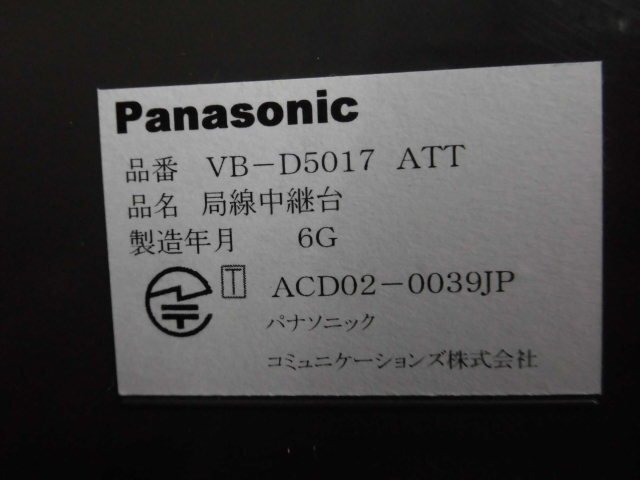 Panasonic
品番 VB-D5017 ATT
品名 局線中継台
製造年月 6G
T ACD02-0039JP
パナソニック
コミュニケーションズ株式会社